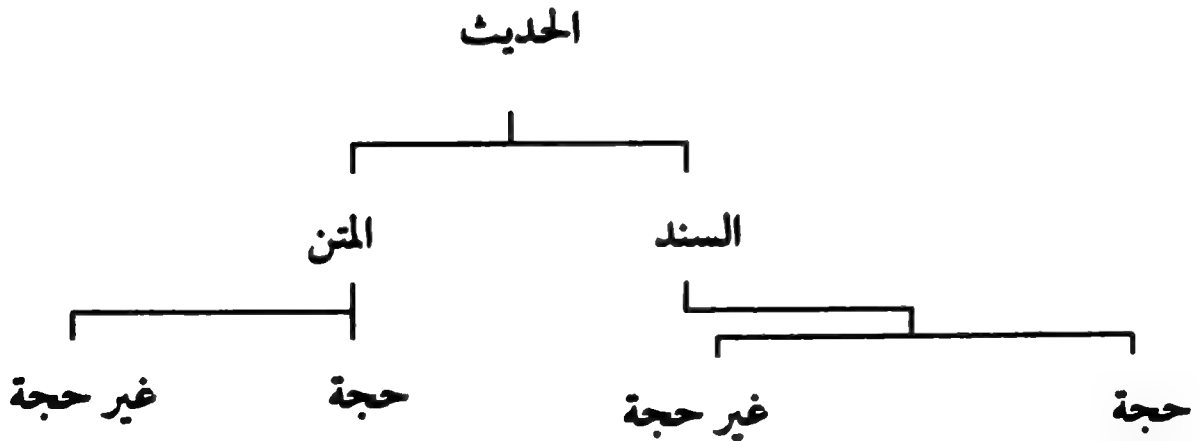 الحديث
السند
المتن
حجة
غير حجة
حجة
غير حجة